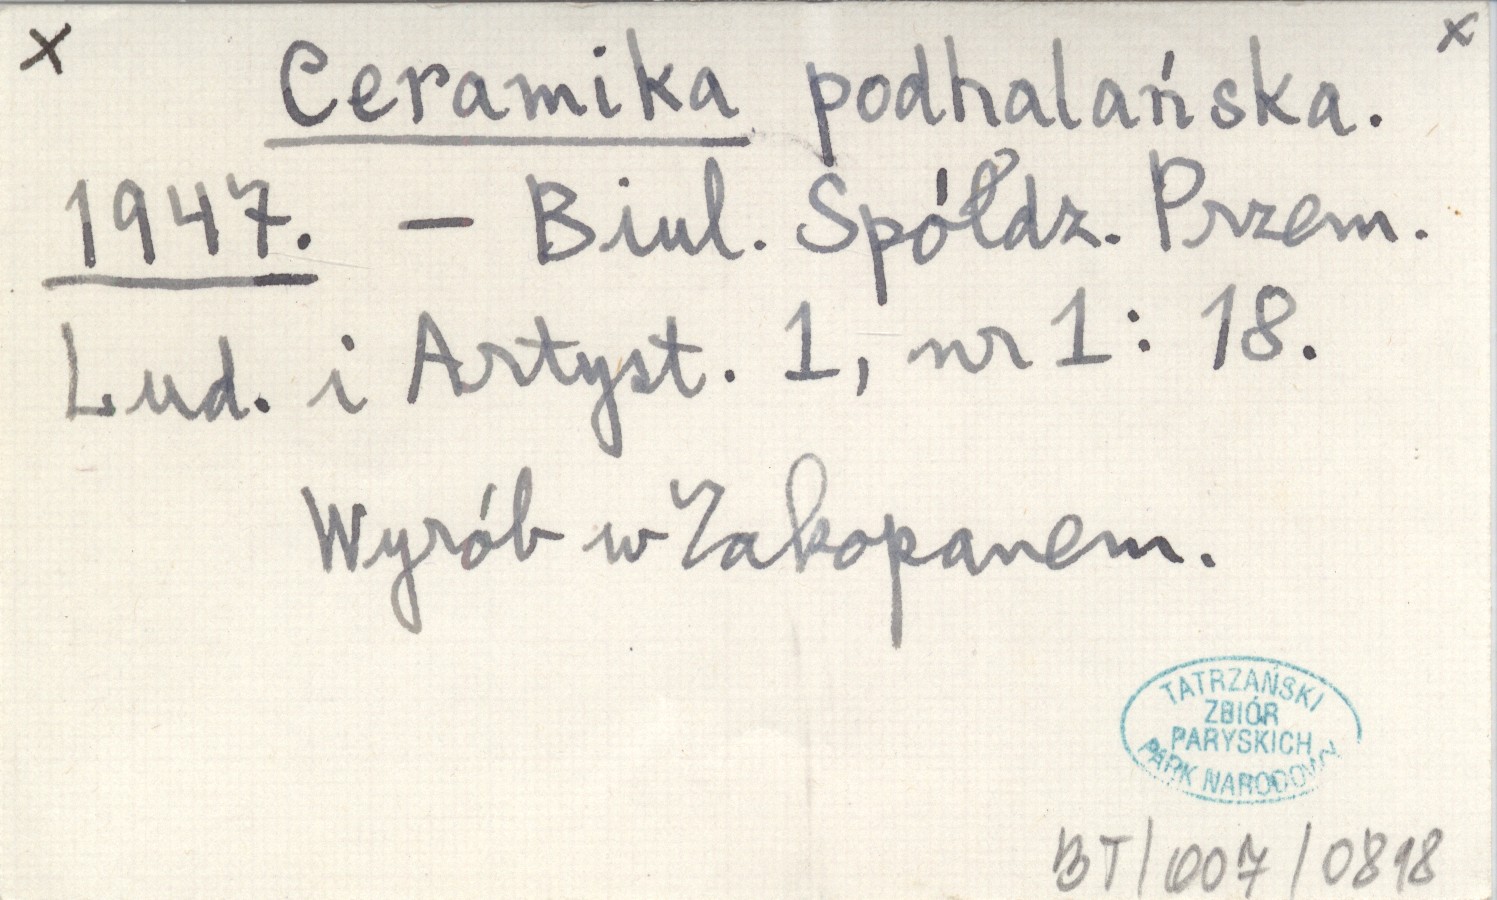 x x
Ceramika podhalańska.
1947. — Biul. Spółdz. Przem.
Lud. i Artyst. 1, nr 1: 18.
Wyrób w Zakopanem.
TATRZAŃSKI
ZBIÓR
PARYSKICH
PARK NARODOWY
BT/007/0818